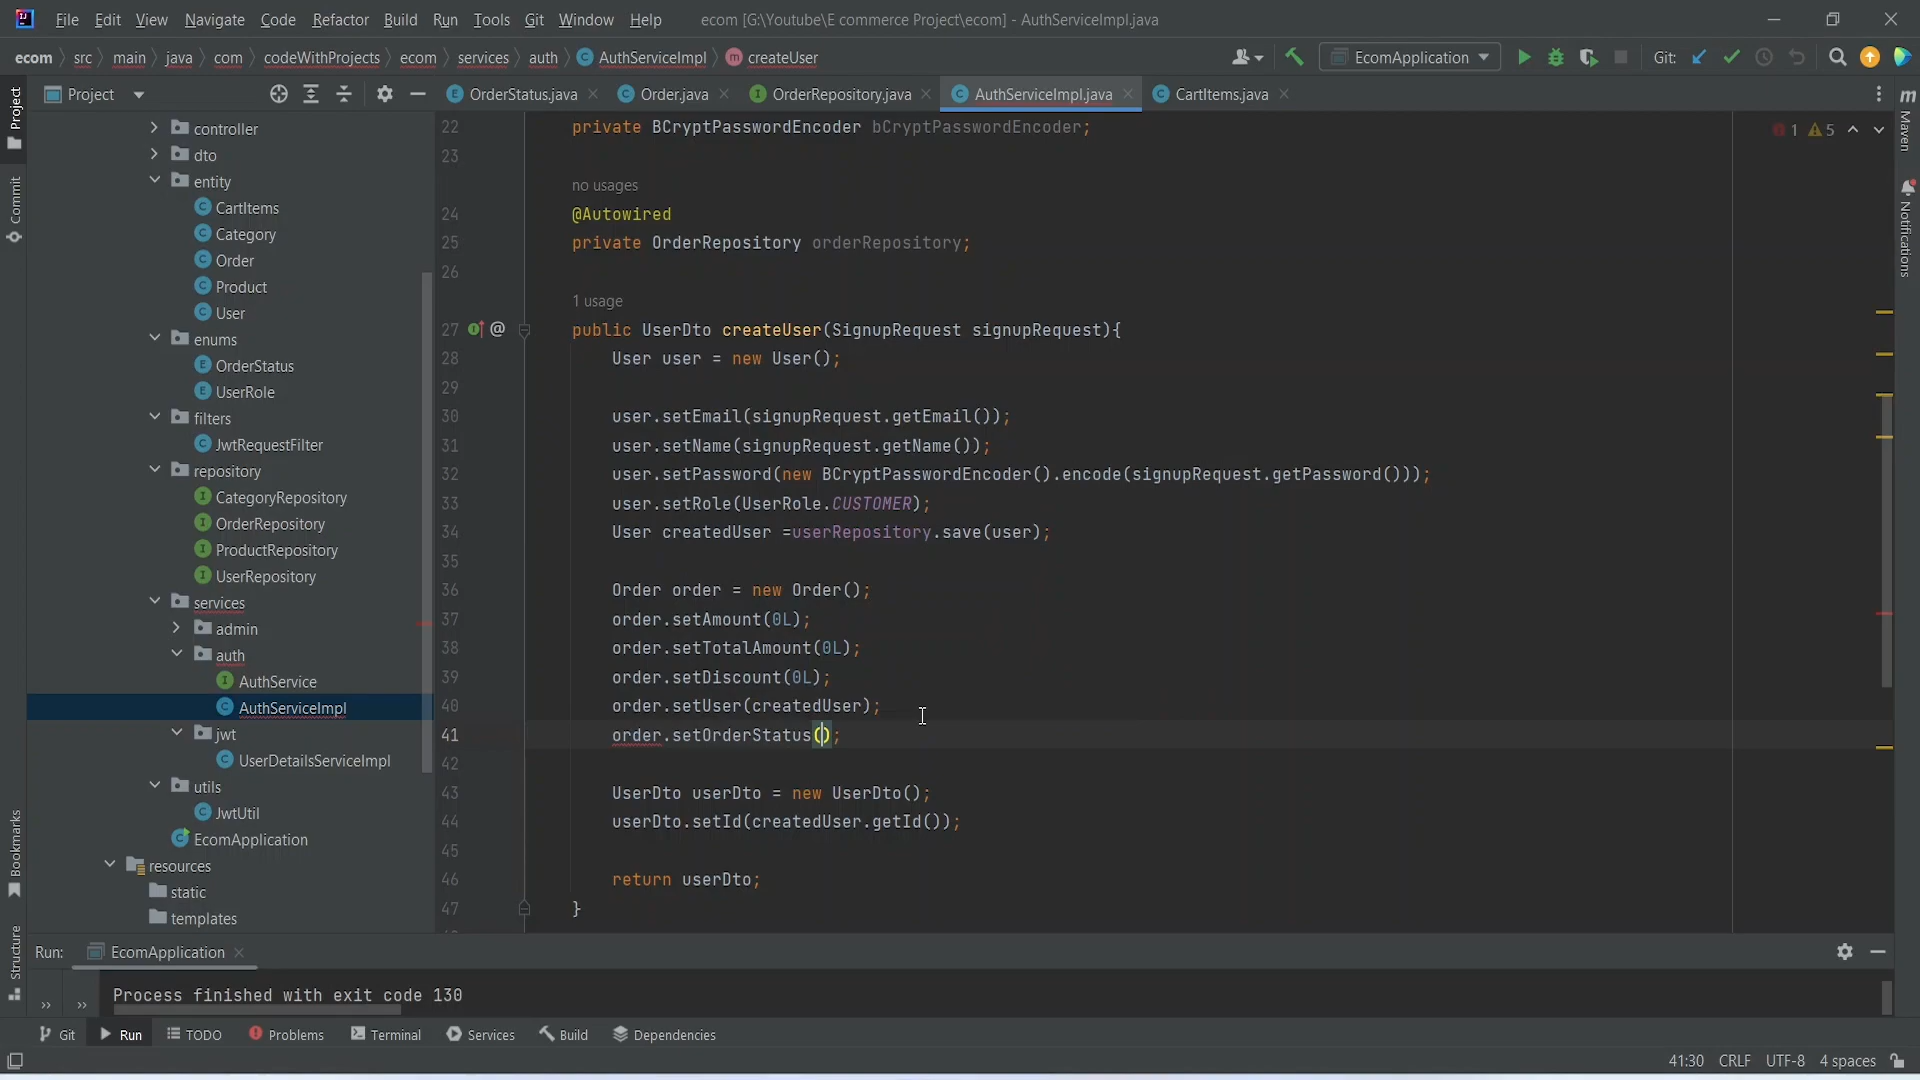 File Edit View Navigate Code Refactor Build Run Tools Git Window Help ecom [G:\Youtube\E commerce Project\ecom] - AuthServiceImpl.java
ecom src main java com codeWithProjects ecom services auth AuthServiceImpl createUser EcomApplication Git:
Project OrderStatus.java Order.java OrderRepository.java AuthServiceImpl.java CartItems.java
Project
Commit
Bookmarks
Structure
controller
dto
entity
CartItems
Category
Order
Product
User
enums
OrderStatus
UserRole
filters
JwtRequestFilter
repository
CategoryRepository
OrderRepository
ProductRepository
UserRepository
services
admin
auth
AuthService
AuthServiceImpl
jwt
UserDetailsServiceImpl
utils
JwtUtil
EcomApplication
resources
static
templates
22 private BCryptPasswordEncoder bCryptPasswordEncoder;
23
no usages
24 @Autowired
25 private OrderRepository orderRepository;
26
1 usage
27 @ public UserDto createUser(SignupRequest signupRequest){
28 User user = new User();
29
30 user.setEmail(signupRequest.getEmail());
31 user.setName(signupRequest.getName());
32 user.setPassword(new BCryptPasswordEncoder().encode(signupRequest.getPassword()));
33 user.setRole(UserRole.CUSTOMER);
34 User createdUser =userRepository.save(user);
35
36 Order order = new Order();
37 order.setAmount(0L);
38 order.setTotalAmount(0L);
39 order.setDiscount(0L);
40 order.setUser(createdUser);
41 order.setOrderStatus();
42
43 UserDto userDto = new UserDto();
44 userDto.setId(createdUser.getId());
45
46 return userDto;
47 }
1 5
m Maven
Notifications
Run: EcomApplication
Process finished with exit code 130
Git Run TODO Problems Terminal Services Build Dependencies
41:30 CRLF UTF-8 4 spaces